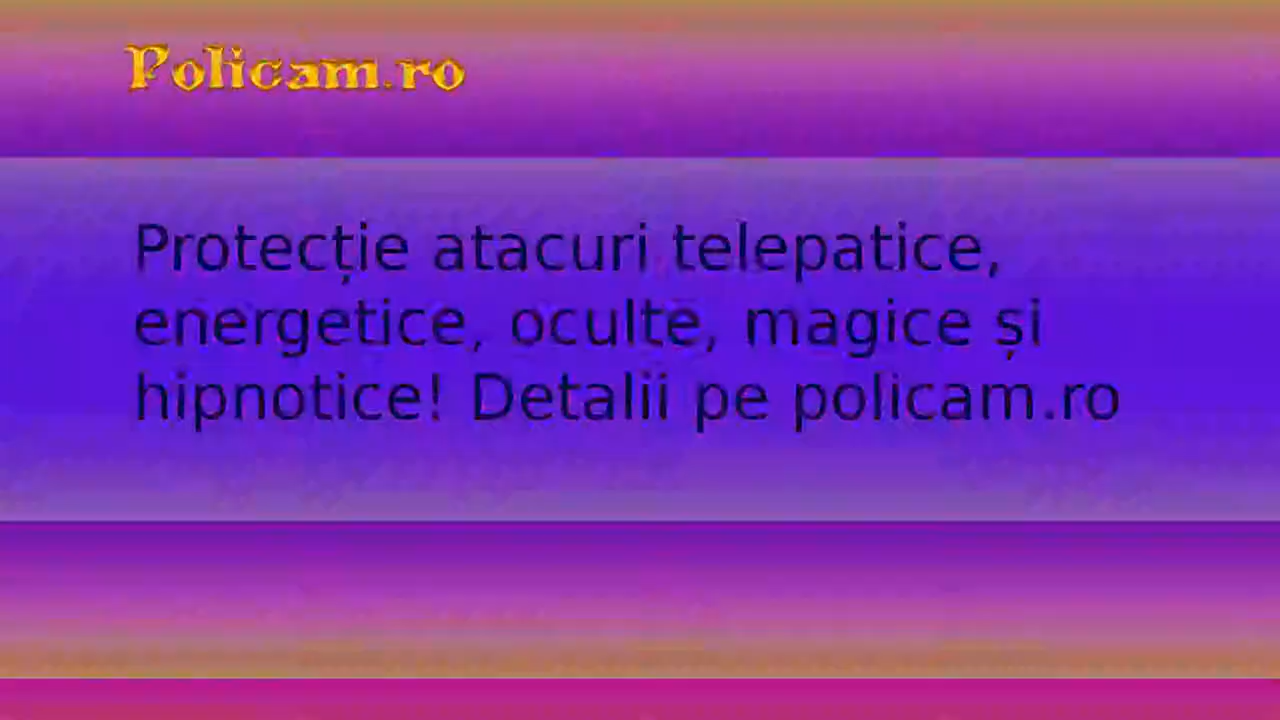 Policam.ro
Protecție atacuri telepatice,
energetice, oculte, magice și
hipnotice! Detalii pe policam.ro